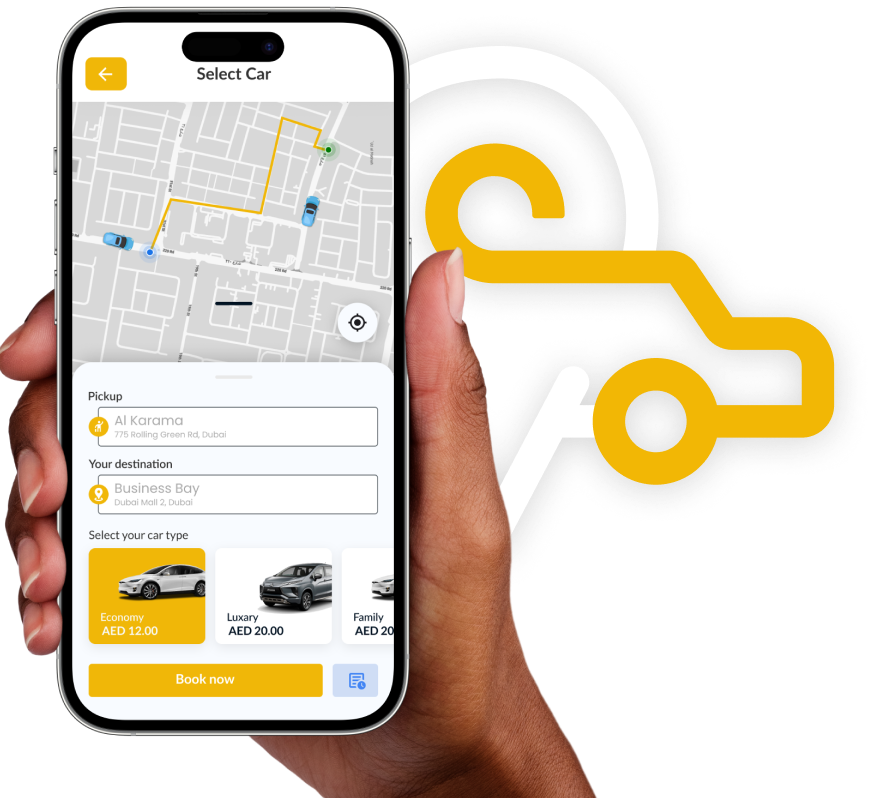 Select Car
Pickup
Al Karama
775 Rolling Green Rd, Dubai
Your destination
Business Bay
Dubai Mall 2, Dubai
Select your car type
Economy
AED 12.00
Luxary
AED 20.00
Family
AED 20
Book now